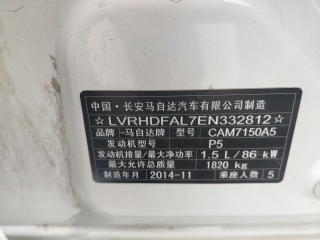 中国·长安马自达汽车有限公司制造
☆LVRHDFAL7EN332812☆
品牌 马自达牌 型号 CAM7150A5
发动机型号 P5
发动机排量/最大净功率 1.5 L/86 kW
最大允许总质量 1820 kg
制造年月 2014-11 乘座人数 5